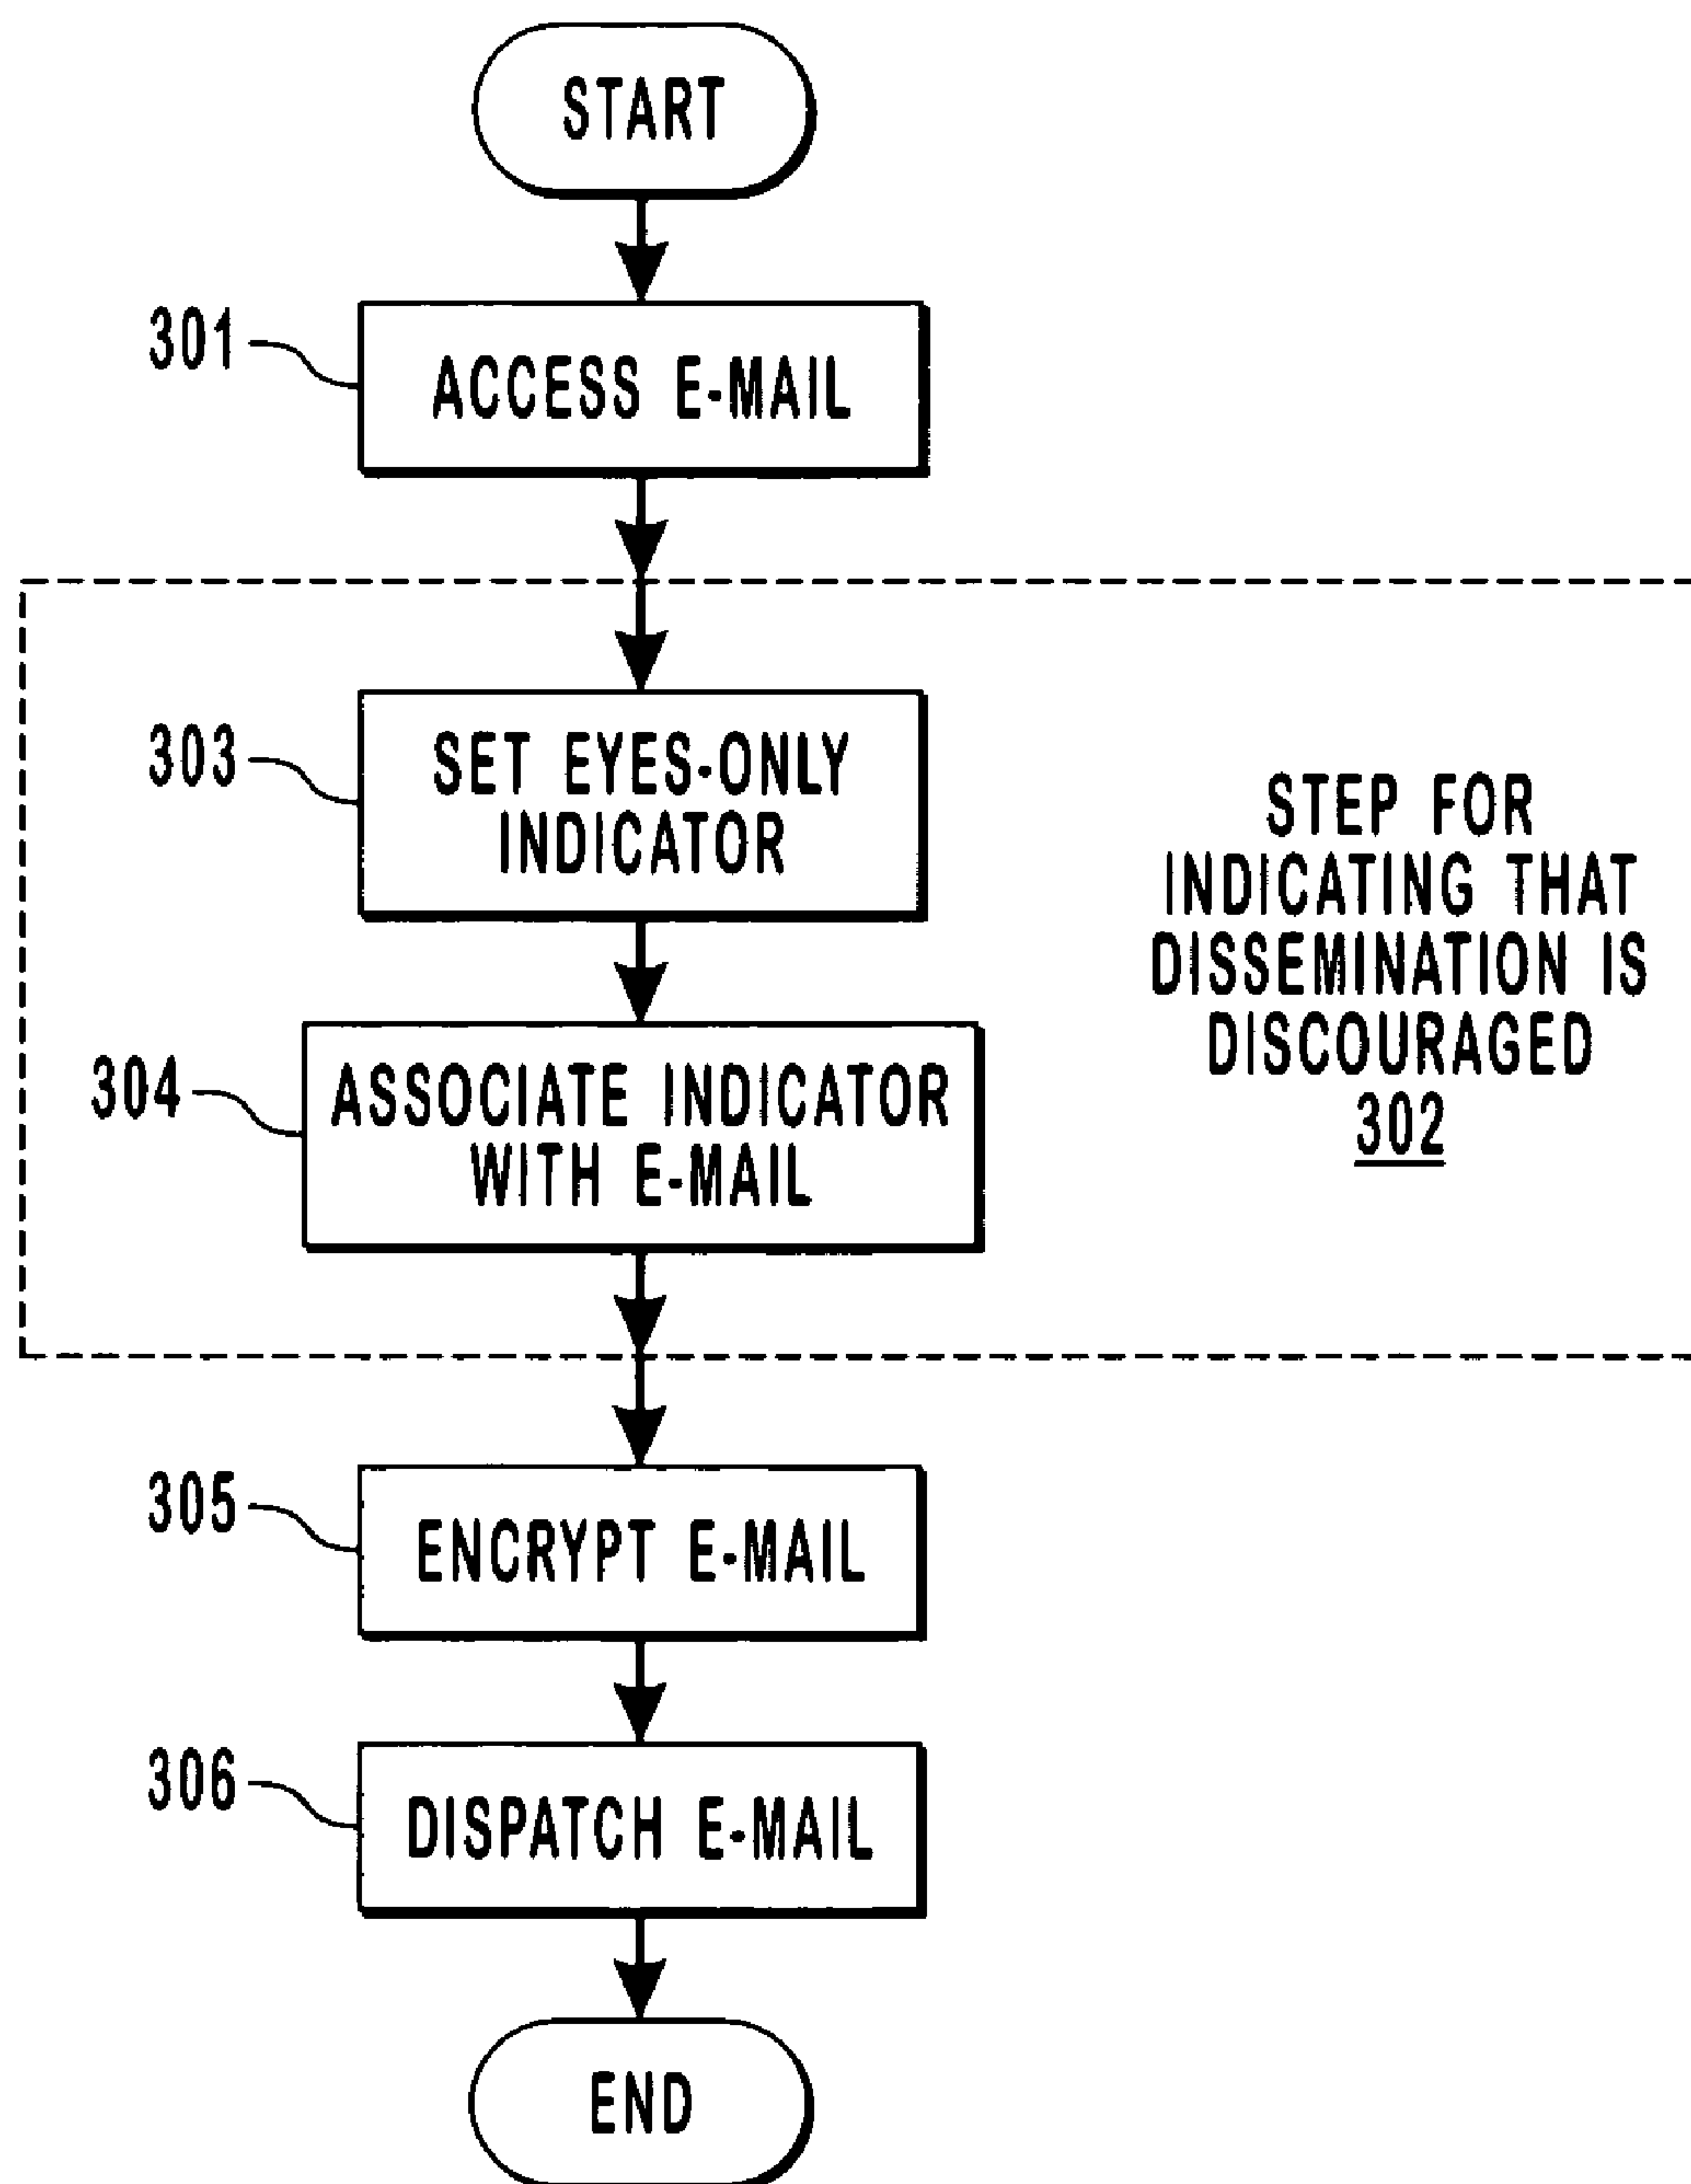 START
301
ACCESS E-MAIL
303
SET EYES-ONLY
INDICATOR
STEP FOR
INDICATING THAT
DISSEMINATION IS
DISCOURAGED
302
304
ASSOCIATE INDICATOR
WITH E-MAIL
305
ENCRYPT E-MAIL
306
DISPATCH E-MAIL
END